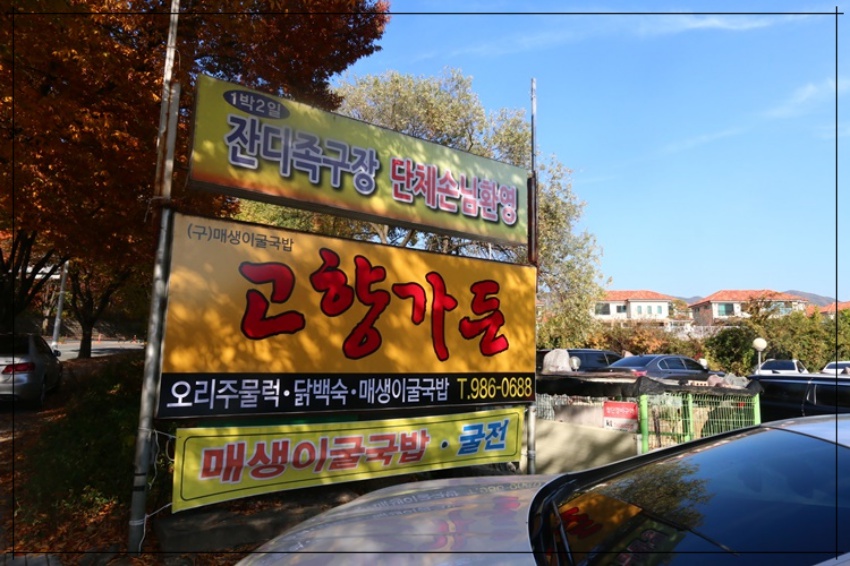 1박2일
잔디족구장 단체손님환영
(구)매생이굴국밥
고향가든
오리주물럭·닭백숙·매생이굴국밥 T.986-0688
매생이굴국밥·굴전